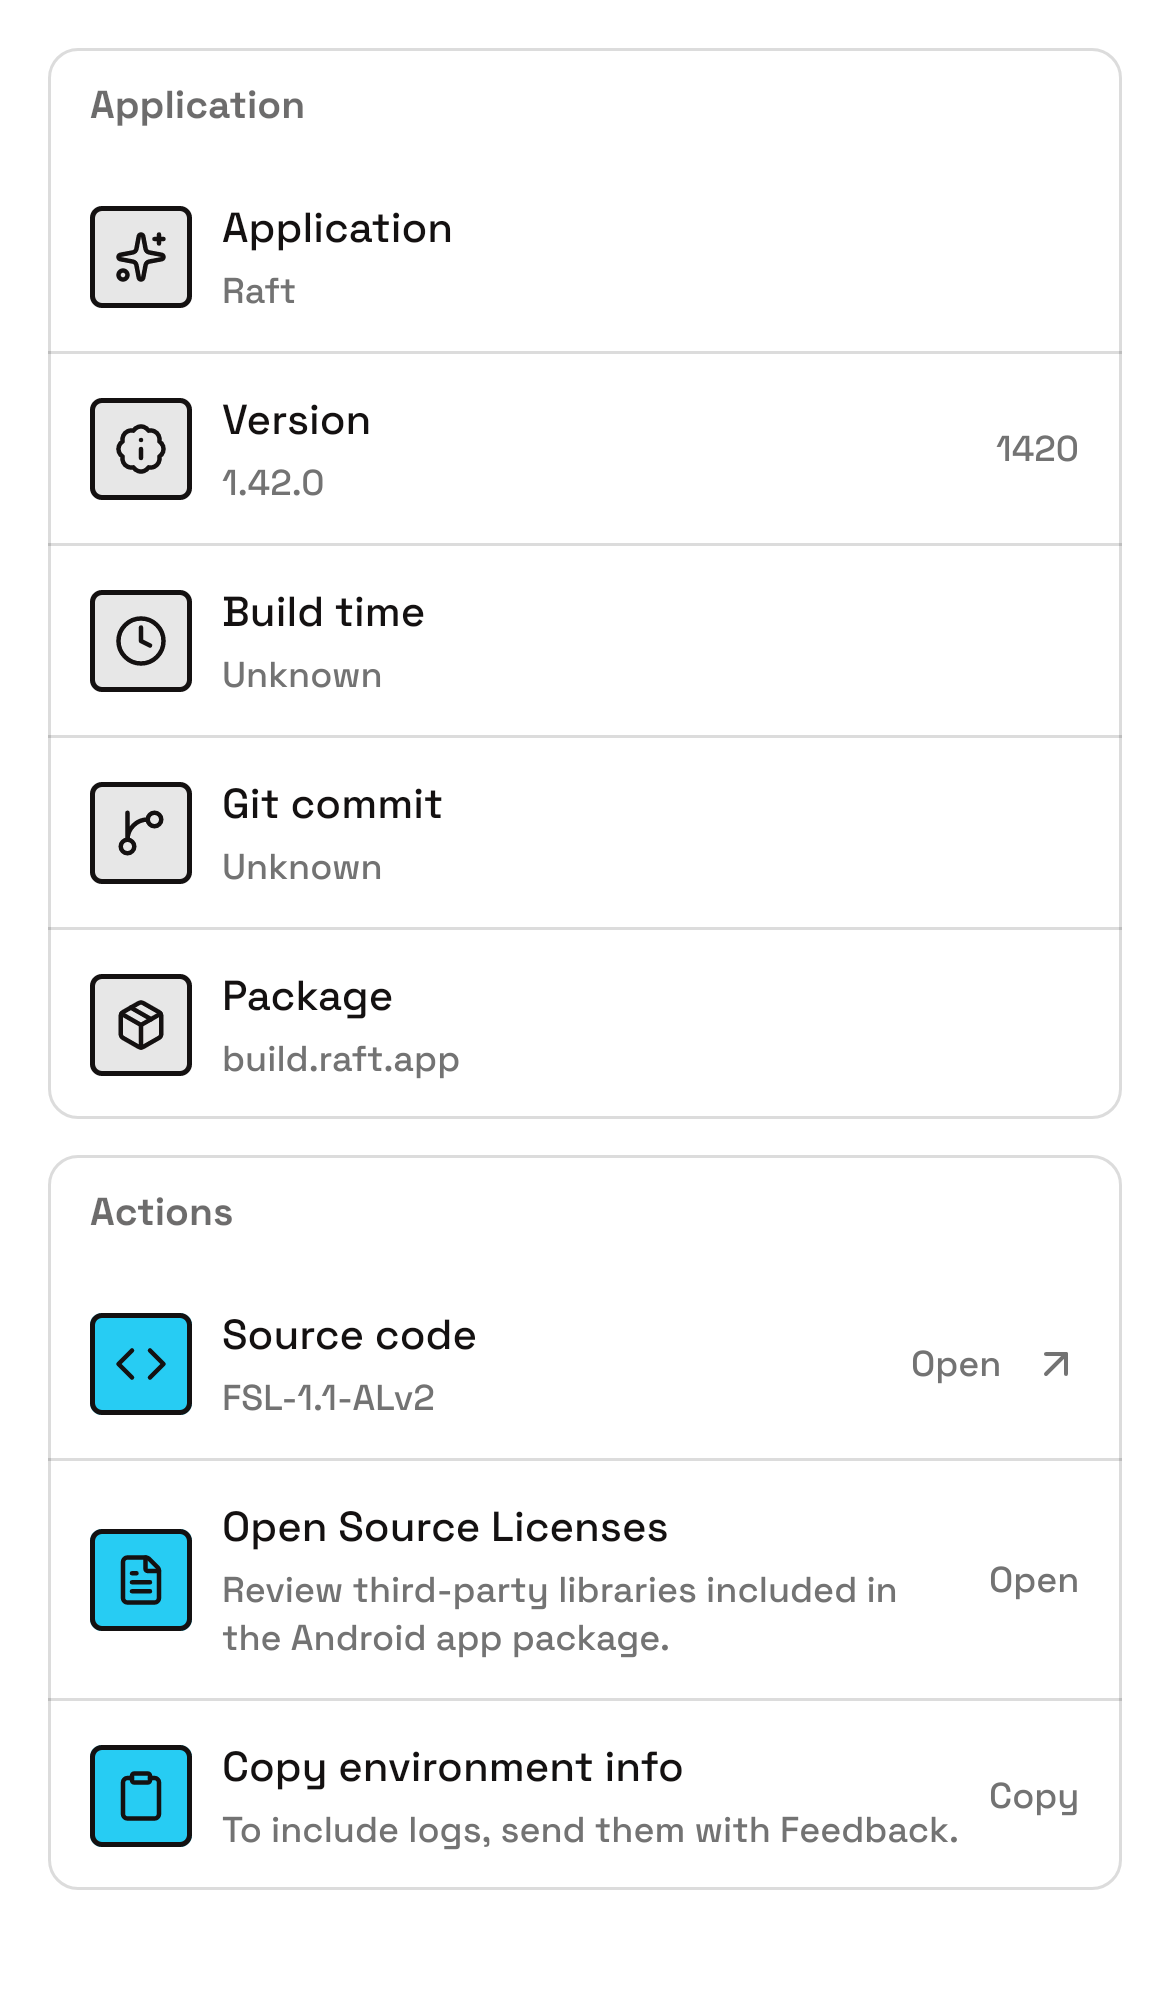 Application
Application
Raft
Version
1.42.0
1420
Build time
Unknown
Git commit
Unknown
Package
build.raft.app
Actions
Source code
FSL-1.1-ALv2
Open
Open Source Licenses
Review third-party libraries included in
the Android app package.
Open
Copy environment info
To include logs, send them with Feedback.
Copy